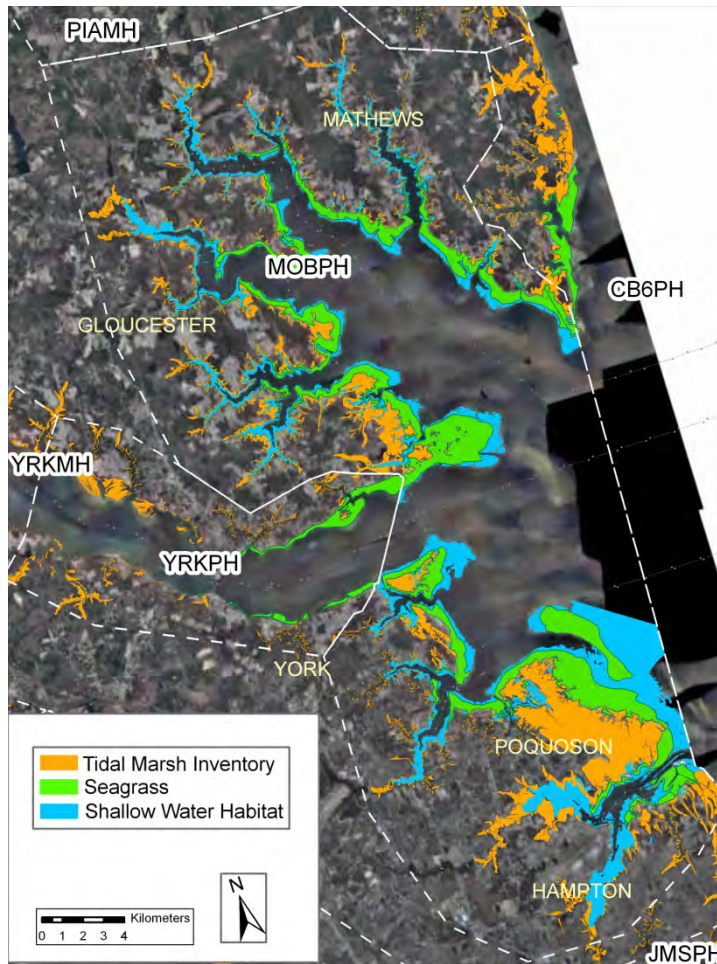 PIAMH
MATHEWS
MOBPH
CB6PH
GLOUCESTER
YRKMH
YRKPH
YORK
POQUOSON
HAMPTON
JMSPH
Tidal Marsh Inventory
Seagrass
Shallow Water Habitat
N
Kilometers
0 1 2 3 4